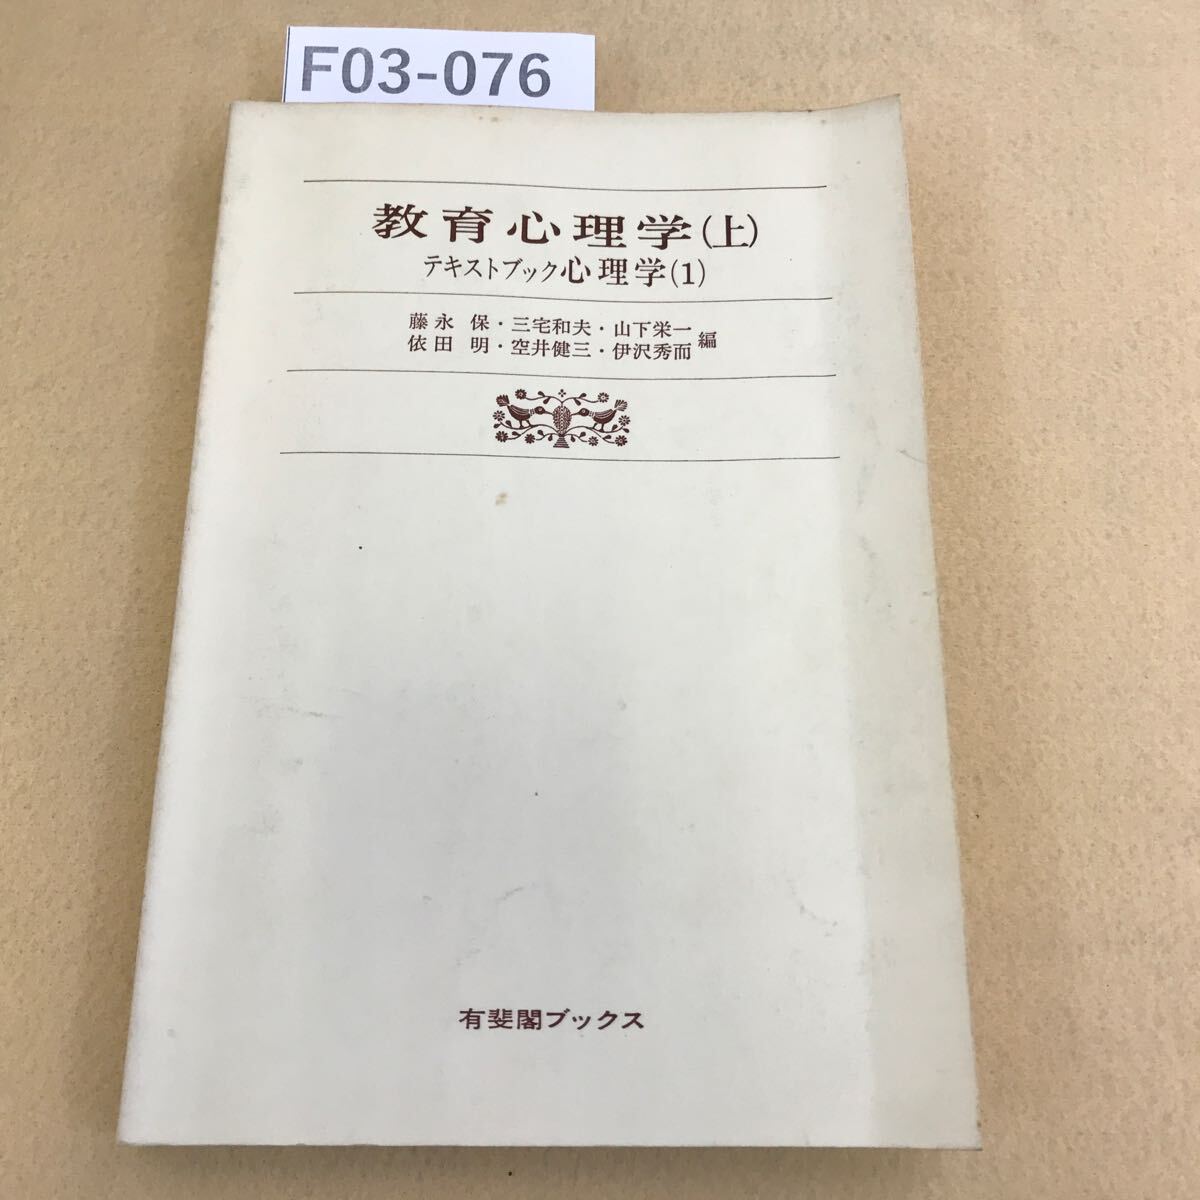 F03-076
教育心理学(上)
テキストブック心理学(1)
藤永 保・三宅和夫・山下栄一
依田 明・空井健三・伊沢秀而 編
有斐閣ブックス